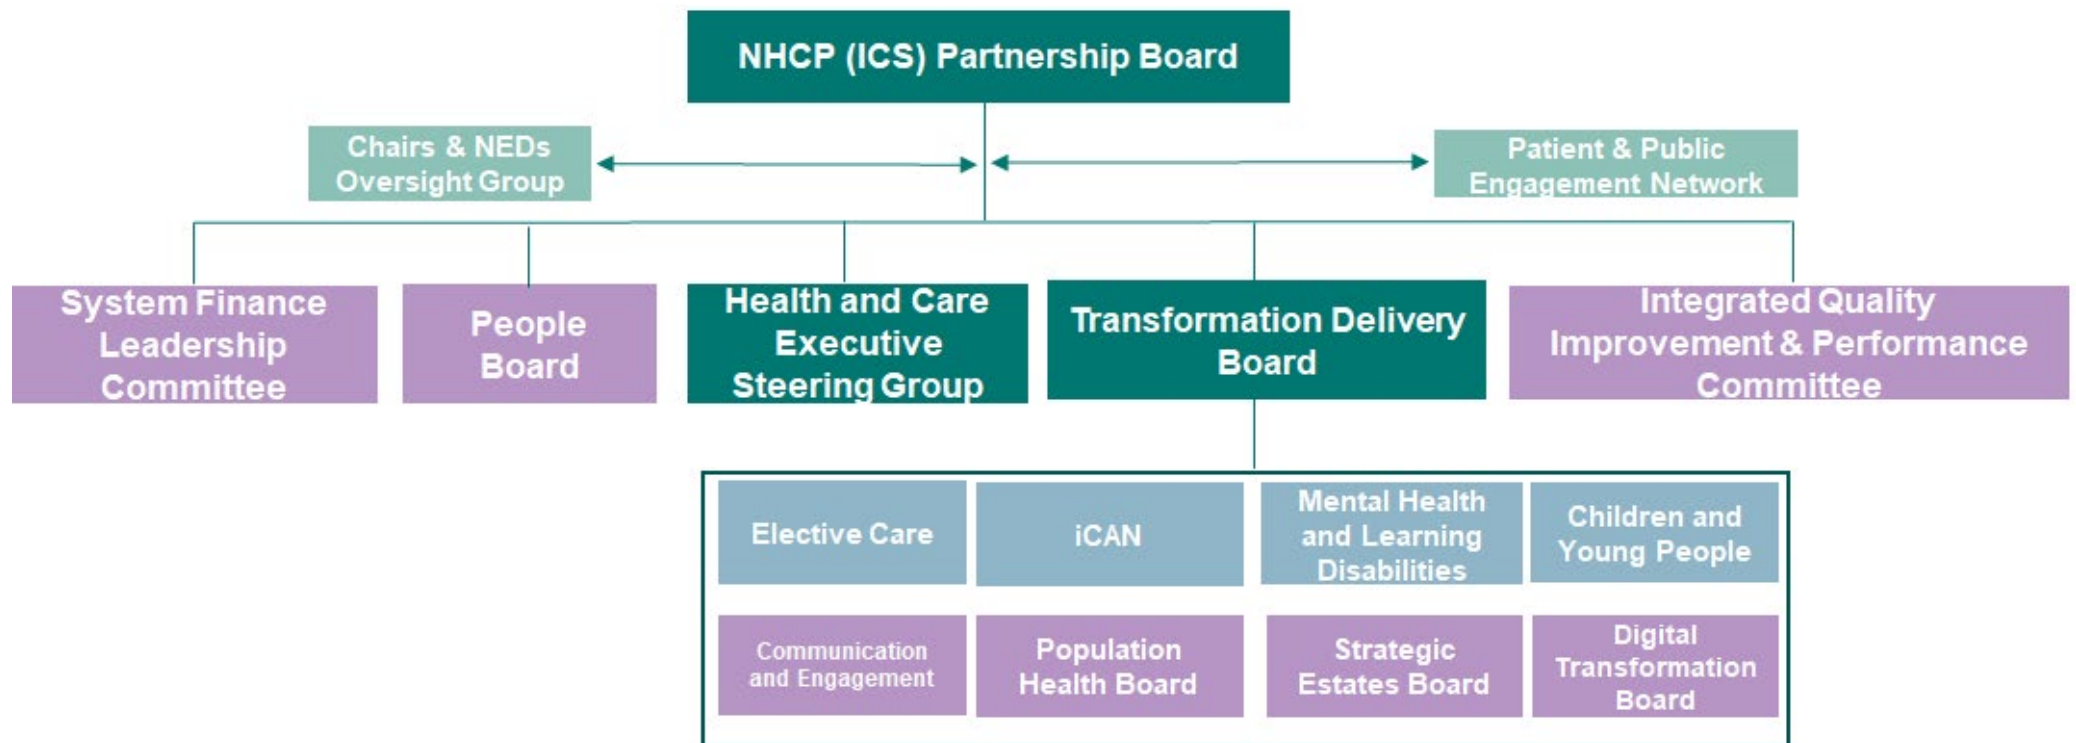 NHCP (ICS) Partnership Board
Chairs & NEDs
Oversight Group
Patient & Public
Engagement Network
System Finance
Leadership
Committee
People
Board
Health and Care
Executive
Steering Group
Transformation Delivery
Board
Integrated Quality
Improvement & Performance
Committee
Elective Care
iCAN
Mental Health
and Learning
Disabilities
Children and
Young People
Communication
and Engagement
Population
Health Board
Strategic
Estates Board
Digital
Transformation
Board